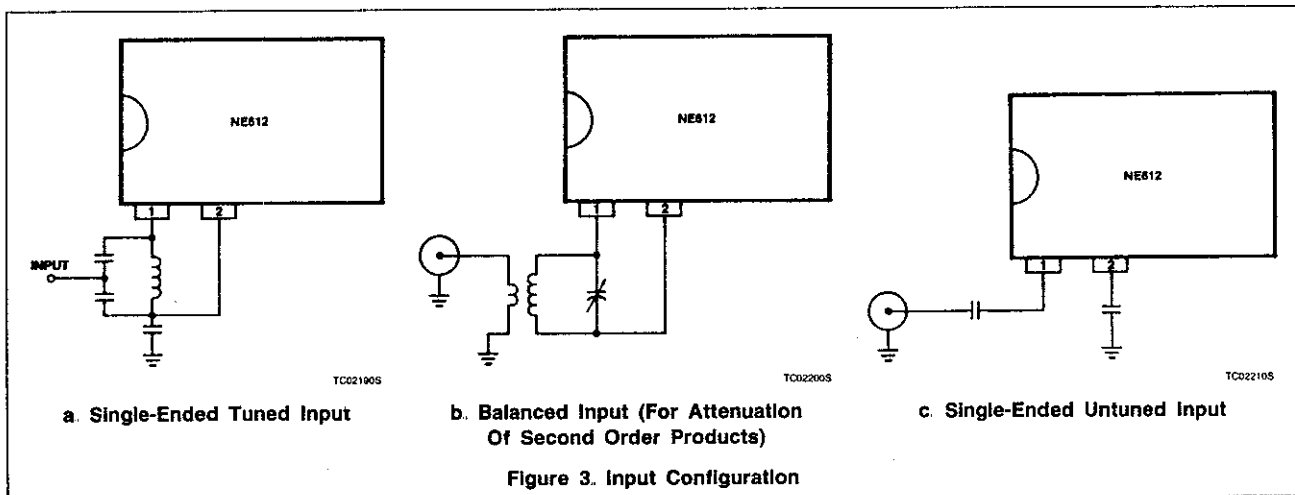 NE612
1 2
INPUT
TC02190S
a. Single-Ended Tuned Input
NE612
1 2
TC02200S
b. Balanced Input (For Attenuation
Of Second Order Products)
NE612
1 2
TC02210S
c. Single-Ended Untuned Input
Figure 3. Input Configuration